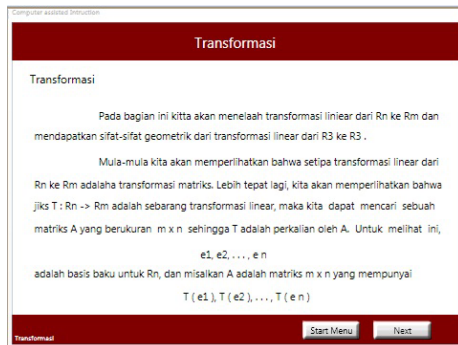 Computer assisted Intruction
Transformasi
Transformasi
Pada bagian ini kitta akan menelaah transformasi liniear dari Rn ke Rm dan
mendapatkan sifat-sifat geometrik dari transformasi linear dari R3 ke R3 .
Mula-mula kita akan memperlihatkan bahwa setipa transformasi linear dari
Rn ke Rm adalaha transformasi matriks. Lebih tepat lagi, kita akan memperlihatkan bahwa
jiks T : Rn -> Rm adalah sebarang transformasi linear, maka kita dapat mencari sebuah
matriks A yang berukuran m x n sehingga T adalah perkalian oleh A. Untuk melihat ini,
e1, e2, . . . , e n
adalah basis baku untuk Rn, dan misalkan A adalah matriks m x n yang mempunyai
T ( e1 ), T ( e2 ), . . . , T ( e n )
Start Menu Next
Transformasi